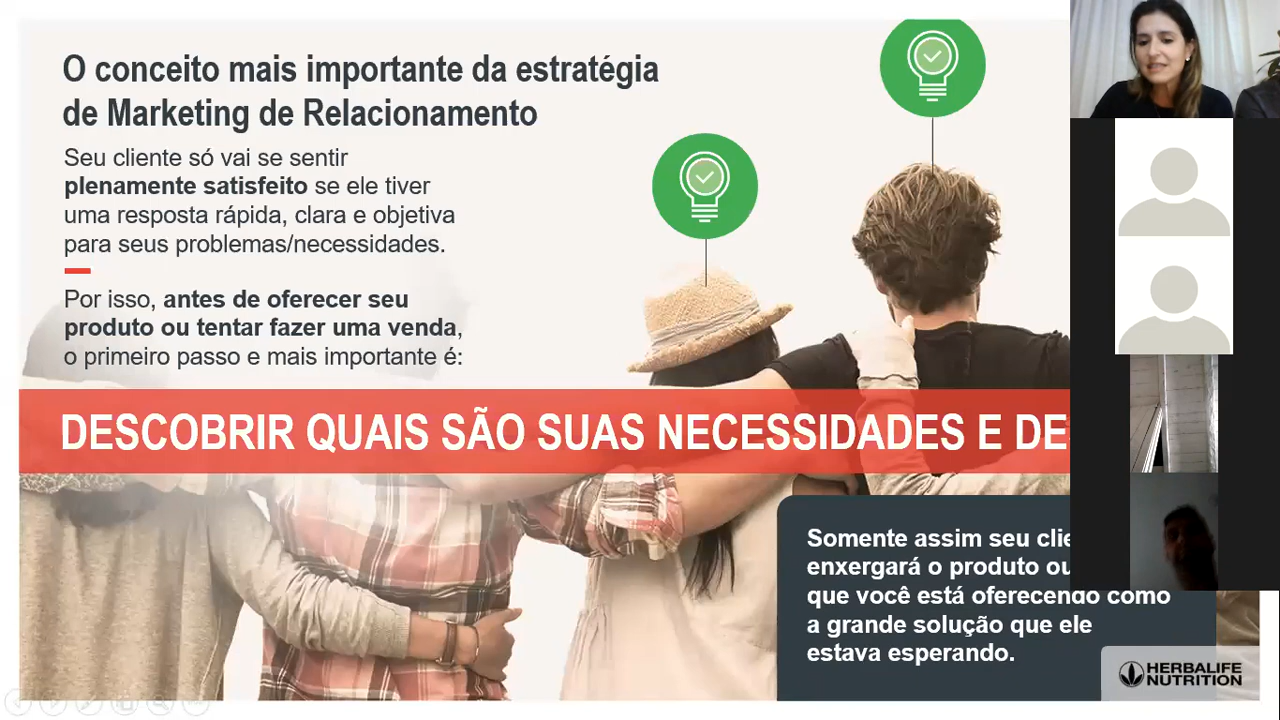 O conceito mais importante da estratégia
de Marketing de Relacionamento
Seu cliente só vai se sentir
plenamente satisfeito se ele tiver
uma resposta rápida, clara e objetiva
para seus problemas/necessidades.
Por isso, antes de oferecer seu
produto ou tentar fazer uma venda,
o primeiro passo e mais importante é:
DESCOBRIR QUAIS SÃO SUAS NECESSIDADES E
Somente assim seu
enxergará o produto
que você está oferecendo como
a grande solução que ele
estava esperando.
HERBALIFE
NUTRITION